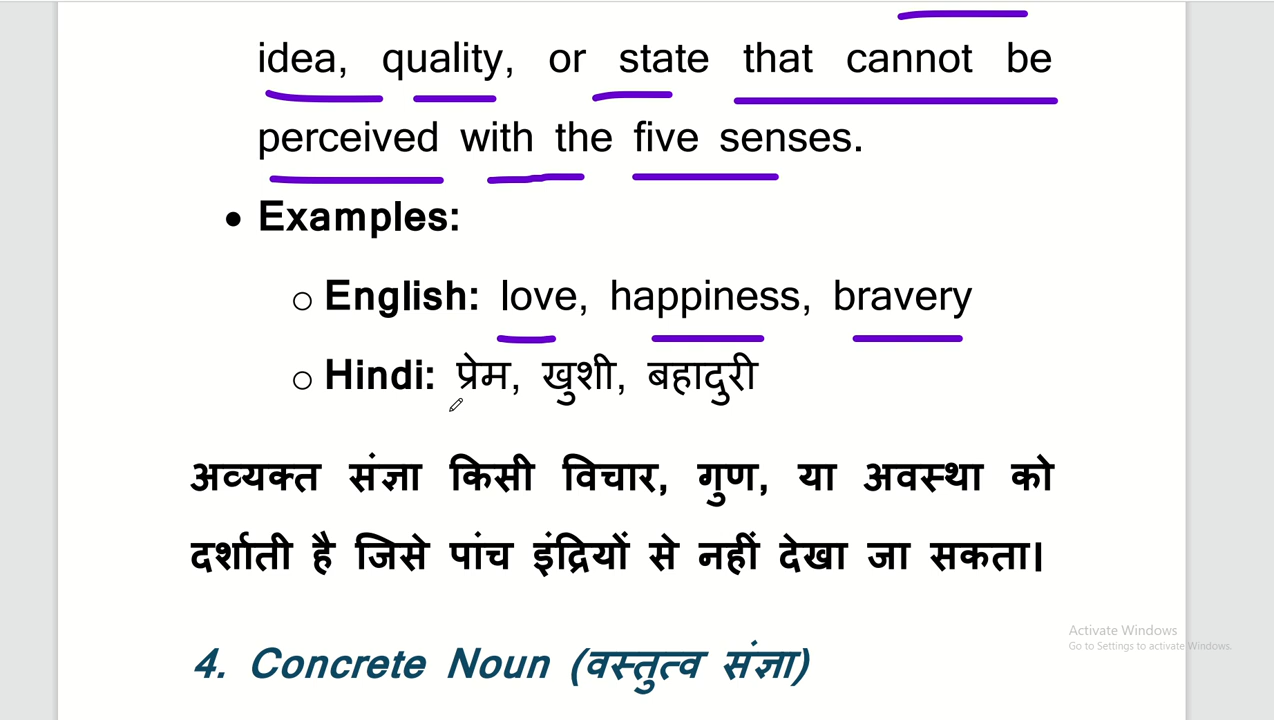 idea, quality, or state that cannot be
perceived with the five senses.
• Examples:
o English: love, happiness, bravery
o Hindi: प्रेम, खुशी, बहादुरी
अव्यक्त संज्ञा किसी विचार, गुण, या अवस्था को
दर्शाती है जिसे पांच इंद्रियों से नहीं देखा जा सकता।
4. Concrete Noun (वस्तुत्व संज्ञा)
Activate Windows
Go to Settings to activate Windows.